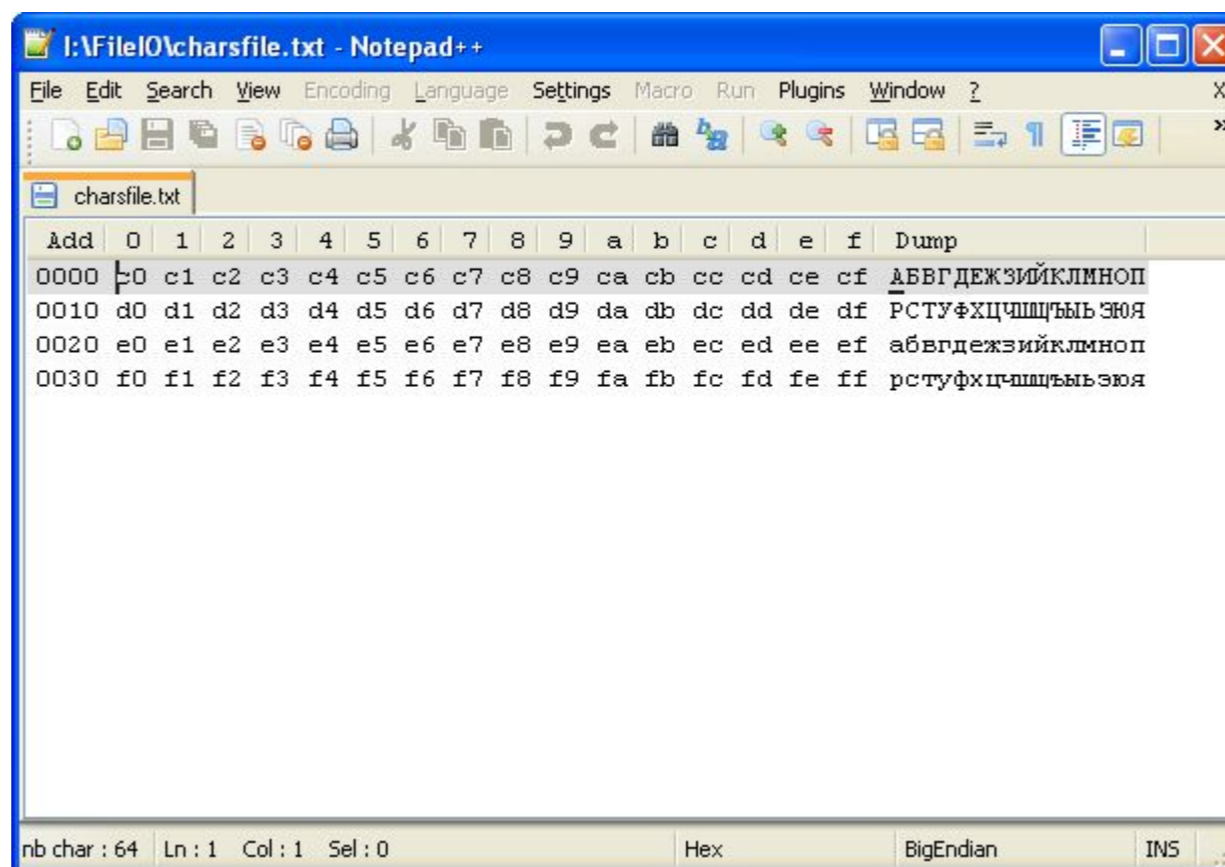 I:\FileIO\charsfile.txt - Notepad++
File Edit Search View Encoding Language Settings Macro Run Plugins Window ? X
»
charsfile.txt
Add 0 1 2 3 4 5 6 7 8 9 a b c d e f Dump
0000 c0 c1 c2 c3 c4 c5 c6 c7 c8 c9 ca cb cc cd ce cf АБВГДЕЖЗИЙКЛМНОП
0010 d0 d1 d2 d3 d4 d5 d6 d7 d8 d9 da db dc dd de df РСТУФХЦЧШЩЪЫЬЭЮЯ
0020 e0 e1 e2 e3 e4 e5 e6 e7 e8 e9 ea eb ec ed ee ef абвгдежзийклмноп
0030 f0 f1 f2 f3 f4 f5 f6 f7 f8 f9 fa fb fc fd fe ff рстуфхцчшщъыьэюя
nb char : 64 Ln : 1 Col : 1 Sel : 0 Hex BigEndian INS